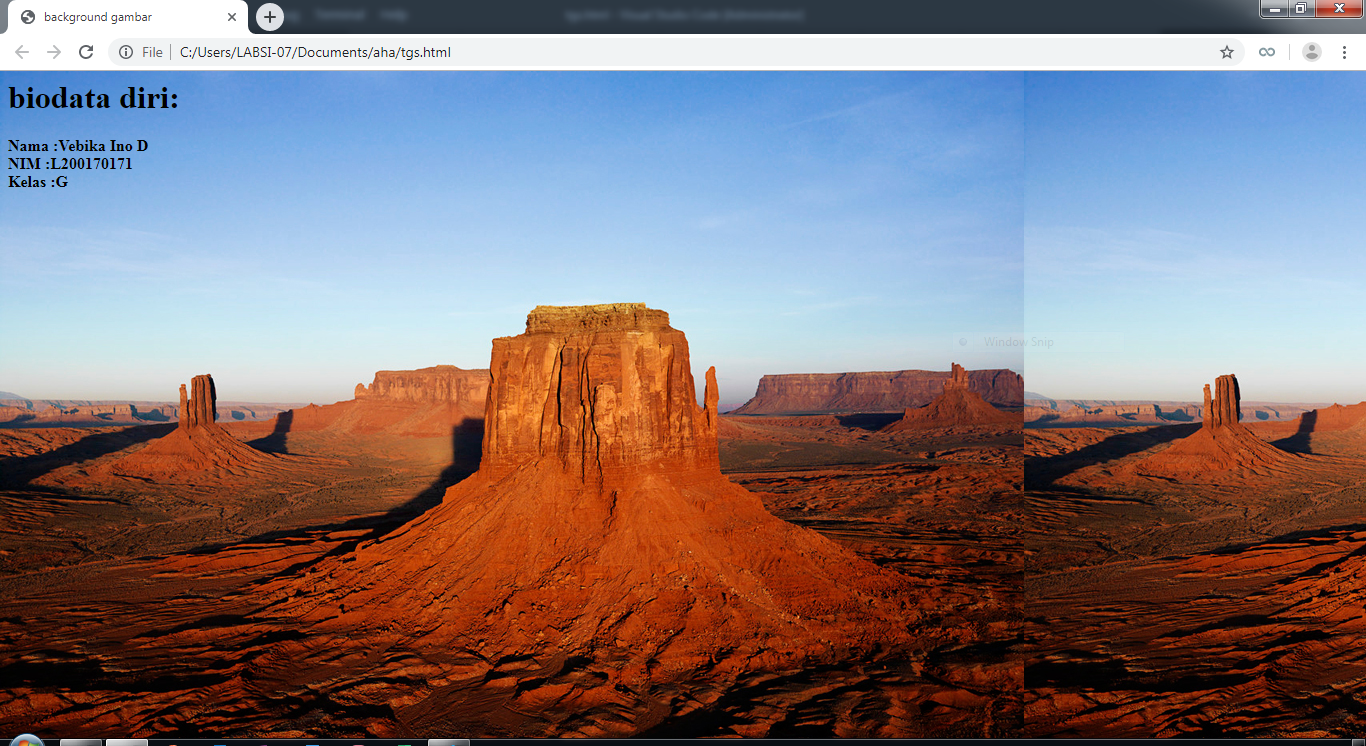 background gambar
File C:/Users/LABSI-07/Documents/aha/tgs.html
biodata diri:
Nama :Vebika Ino D
NIM :L200170171
Kelas :G
Window Snip